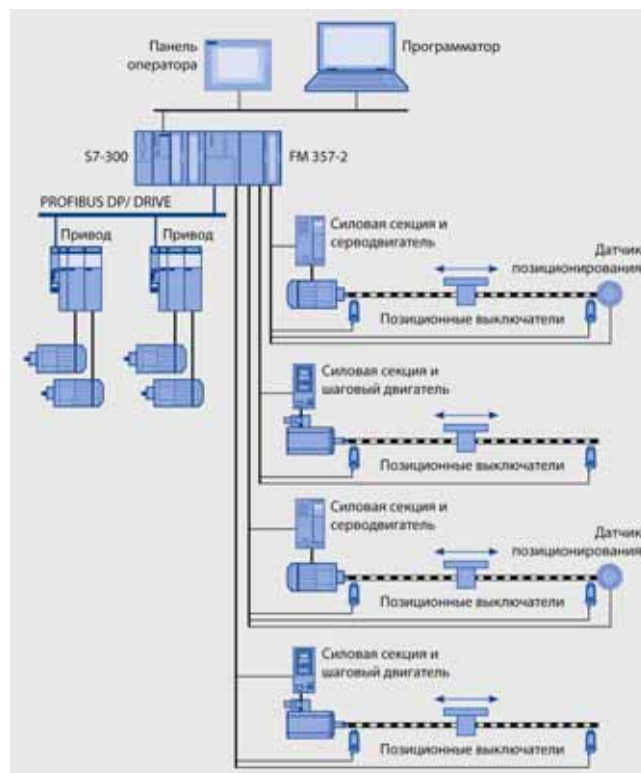 Панель
оператора
Программатор
S7-300
FM 357-2
PROFIBUS DP/ DRIVE
Привод
Привод
Силовая секция и
серводвигатель
Датчик
позиционирования
Позиционные выключатели
Силовая секция и
шаговый двигатель
Позиционные выключатели
Силовая секция и
серводвигатель
Датчик
позиционирования
Позиционные выключатели
Силовая секция и
шаговый двигатель
Позиционные выключатели